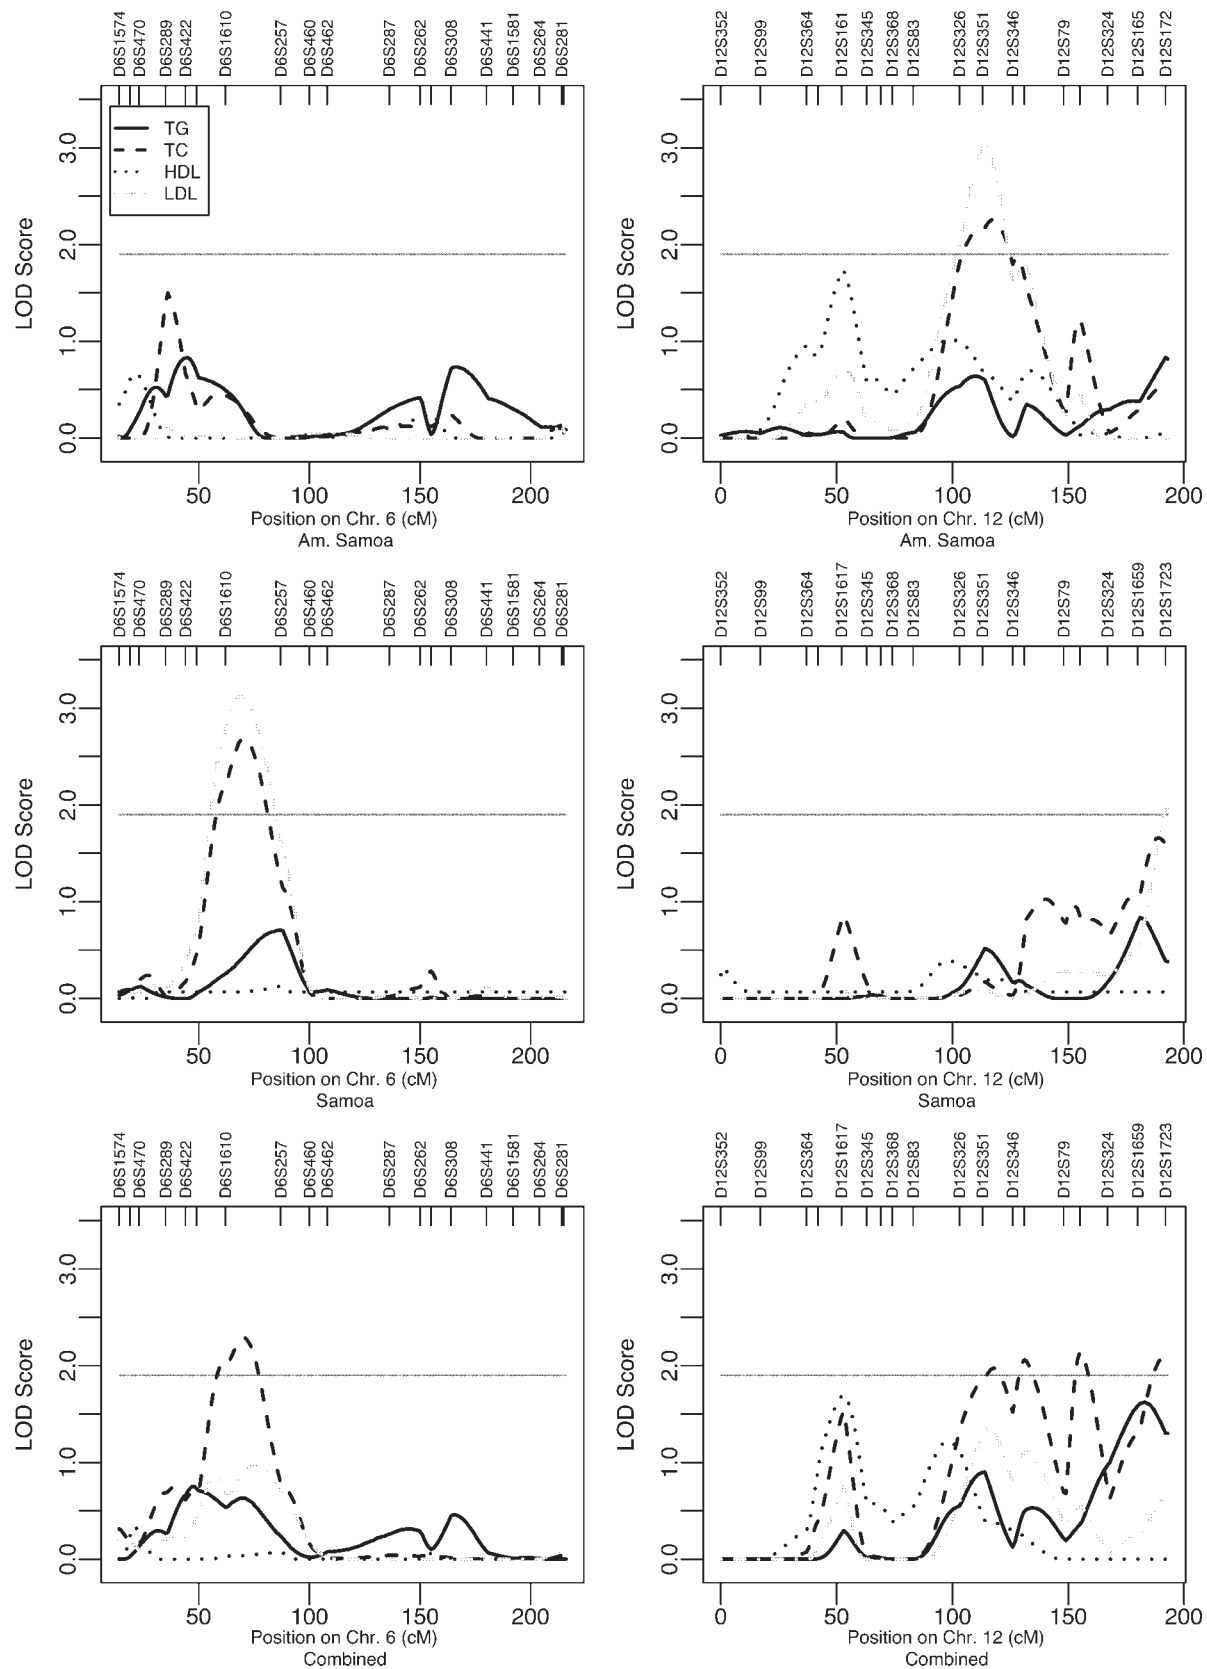 D6S1574 D6S470 D6S289 D6S422 D6S1610 D6S257 D6S460 D6S462 D6S287 D6S262 D6S308 D6S441 D6S1581 D6S264 D6S281
LOD Score
3.0
2.0
1.0
0.0
TG
TC
HDL
LDL
50 100 150 200
Position on Chr. 6 (cM)
Am. Samoa
D12S352 D12S99 D12S364 D12S161 D12S345 D12S368 D12S83 D12S326 D12S351 D12S346 D12S79 D12S324 D12S165 D12S172
LOD Score
3.0
2.0
1.0
0.0
0 50 100 150 200
Position on Chr. 12 (cM)
Am. Samoa
D6S1574 D6S470 D6S289 D6S422 D6S1610 D6S257 D6S460 D6S462 D6S287 D6S262 D6S308 D6S441 D6S1581 D6S264 D6S281
LOD Score
3.0
2.0
1.0
0.0
50 100 150 200
Position on Chr. 6 (cM)
Samoa
D12S352 D12S99 D12S364 D12S1617 D12S345 D12S368 D12S83 D12S326 D12S351 D12S346 D12S79 D12S324 D12S1659 D12S1723
LOD Score
3.0
2.0
1.0
0.0
0 50 100 150 200
Position on Chr. 12 (cM)
Samoa
D6S1574 D6S470 D6S289 D6S422 D6S1610 D6S257 D6S460 D6S462 D6S287 D6S262 D6S308 D6S441 D6S1581 D6S264 D6S281
LOD Score
3.0
2.0
1.0
0.0
50 100 150 200
Position on Chr. 6 (cM)
Combined
D12S352 D12S99 D12S364 D12S1617 D12S345 D12S368 D12S83 D12S326 D12S351 D12S346 D12S79 D12S324 D12S1659 D12S1723
LOD Score
3.0
2.0
1.0
0.0
0 50 100 150 200
Position on Chr. 12 (cM)
Combined